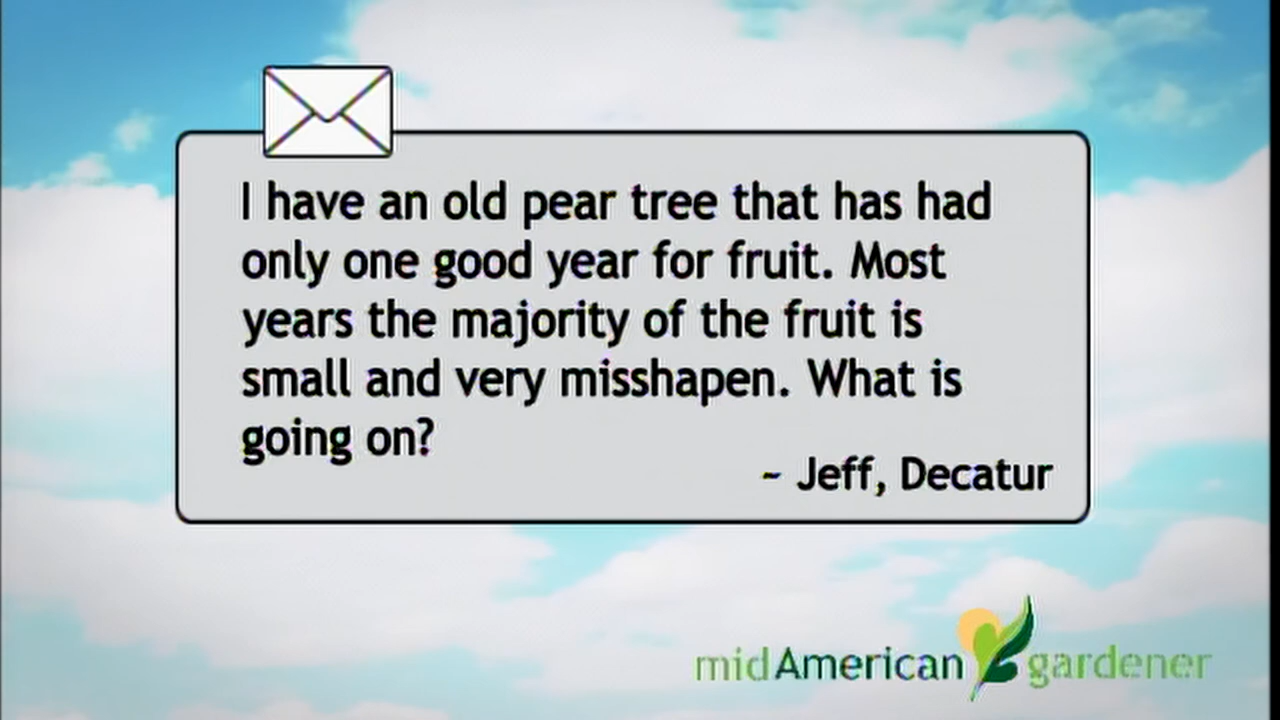 I have an old pear tree that has had
only one good year for fruit. Most
years the majority of the fruit is
small and very misshapen. What is
going on?
~ Jeff, Decatur
midAmerican gardener